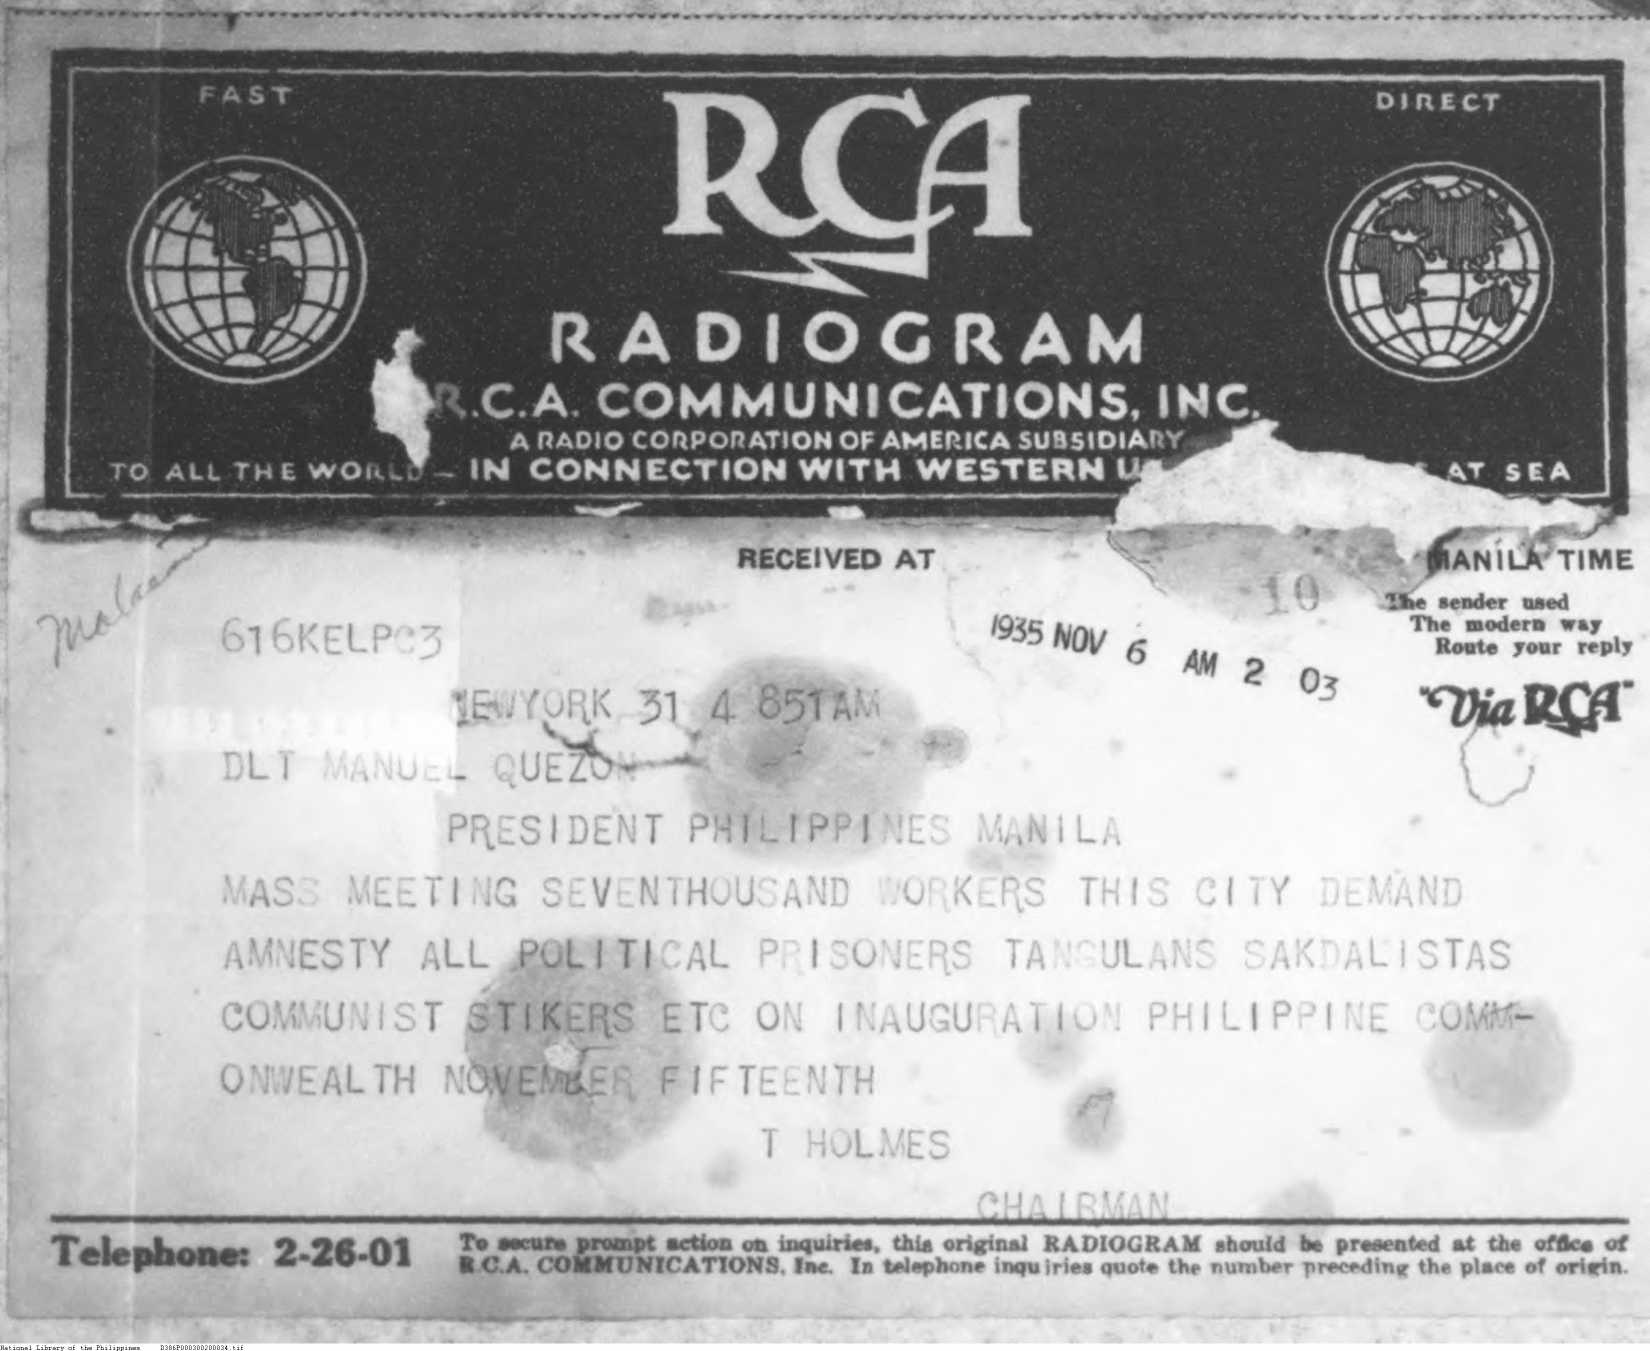 FAST
DIRECT
RCA
RADIOGRAM
R.C.A. COMMUNICATIONS, INC.
A RADIO CORPORATION OF AMERICA SUBSIDIARY
TO ALL THE WORLD – IN CONNECTION WITH WESTERN AT SEA
RECEIVED AT
MANILA TIME
10
The sender used
The modern way
Route your reply
"Via RCA"
1935 NOV 6 AM 2 03
616KELPC3
NEWYORK 31 4 851AM
DLT MANUEL QUEZON
PRESIDENT PHILIPPINES MANILA
MASS MEETING SEVENTHOUSAND WORKERS THIS CITY DEMAND
AMNESTY ALL POLITICAL PRISONERS TANGULANS SAKDALISTAS
COMMUNIST STIKERS ETC ON INAUGURATION PHILIPPINE COMM-
ONWEALTH NOVEMBER FIFTEENTH
T HOLMES
CHAIRMAN
Telephone: 2-26-01
To secure prompt action on inquiries, this original RADIOGRAM should be presented at the office of
R.C.A. COMMUNICATIONS, Inc. In telephone inquiries quote the number preceding the place of origin.
National Library of the Philippines D386P000300200034.tif